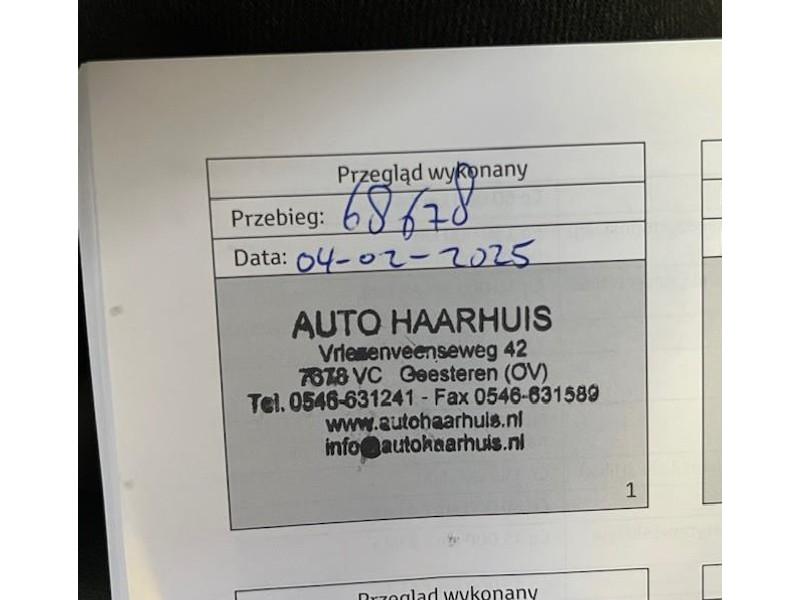 Przegląd wykonany
Przebieg: 68678
Data: 04-02-2025
AUTO HAARHUIS
Vriezenveenseweg 42
7678 VC Geesteren (OV)
Tel. 0546-631241 - Fax 0546-631589
www.autohaarhuis.nl
info@autohaarhuis.nl
1
Przegląd wykonany